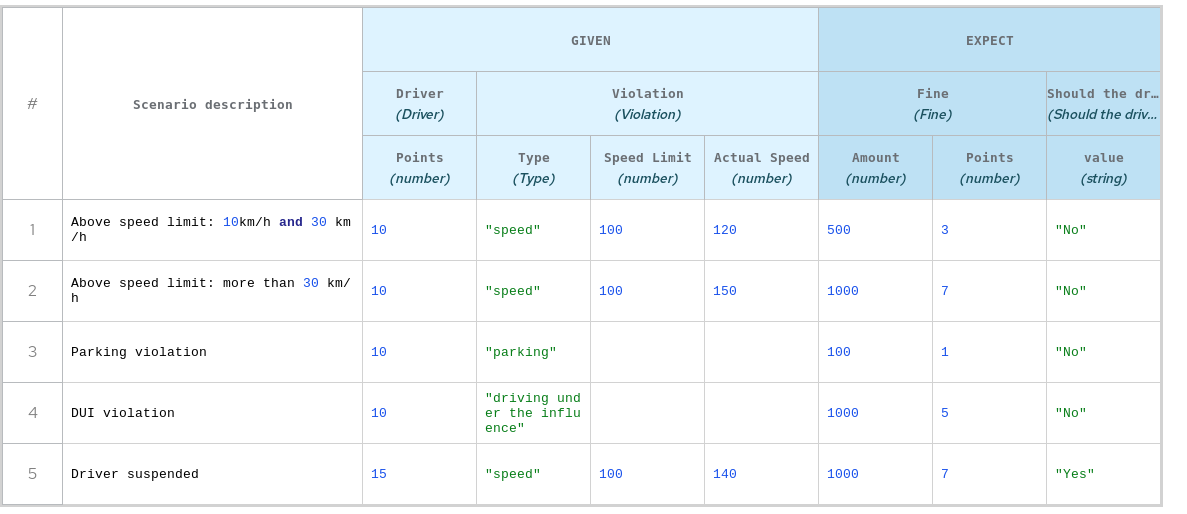 GIVEN
EXPECT
#
Scenario description
Driver
(Driver)
Violation
(Violation)
Fine
(Fine)
Should the dr…
(Should the driv…
Points
(number)
Type
(Type)
Speed Limit
(number)
Actual Speed
(number)
Amount
(number)
Points
(number)
value
(string)
1
Above speed limit: 10km/h and 30 km
/h
10
"speed"
100
120
500
3
"No"
2
Above speed limit: more than 30 km/
h
10
"speed"
100
150
1000
7
"No"
3
Parking violation
10
"parking"
100
1
"No"
4
DUI violation
10
"driving und
er the influ
ence"
1000
5
"No"
5
Driver suspended
15
"speed"
100
140
1000
7
"Yes"